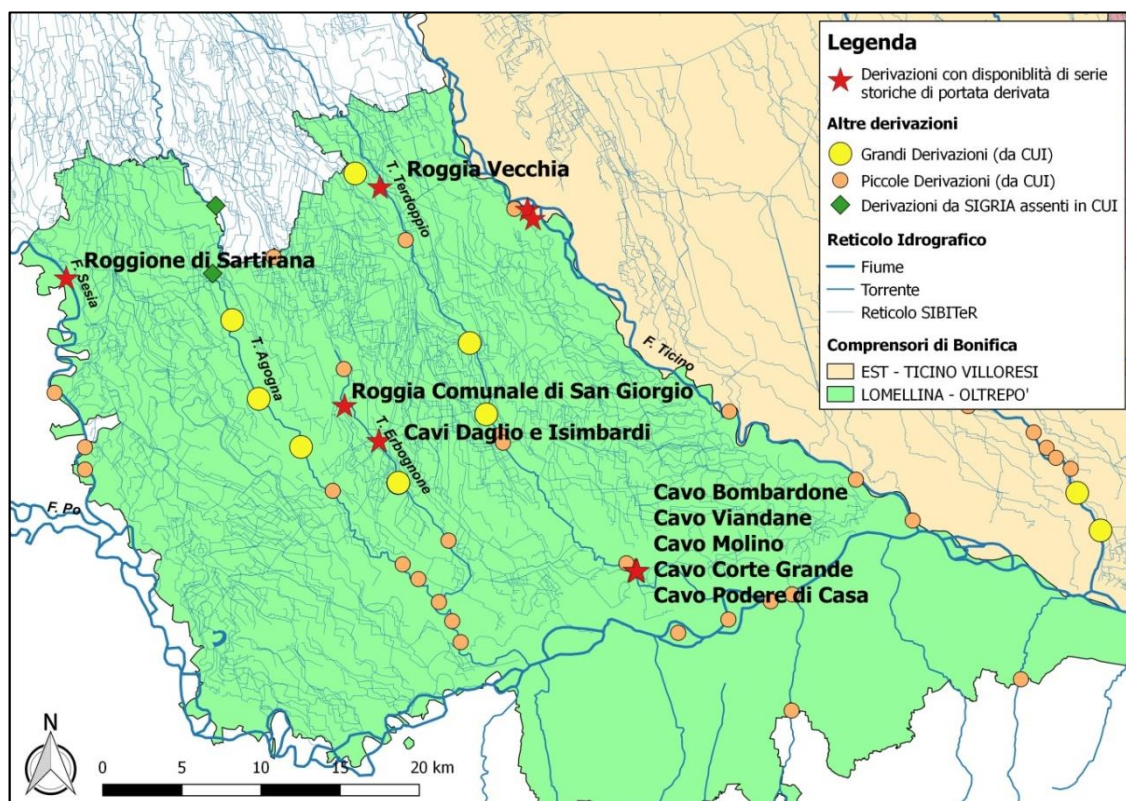 Legenda
Derivazioni con disponiblità di serie
storiche di portata derivata
Altre derivazioni
Grandi Derivazioni (da CUI)
Piccole Derivazioni (da CUI)
Derivazioni da SIGRIA assenti in CUI
Reticolo Idrografico
Fiume
Torrente
Reticolo SIBITeR
Comprensori di Bonifica
EST - TICINO VILLORESI
LOMELLINA - OLTREPO'
T. Terdoppio
Roggia Vecchia
Roggione di Sartirana
F. Sesia
T. Agogna
F. Ticino
Roggia Comunale di San Giorgio
T. Erbognone
Cavi Daglio e Isimbardi
F. Po
Cavo Bombardone
Cavo Viandane
Cavo Molino
Cavo Corte Grande
Cavo Podere di Casa
N
0 5 10 15 20 km